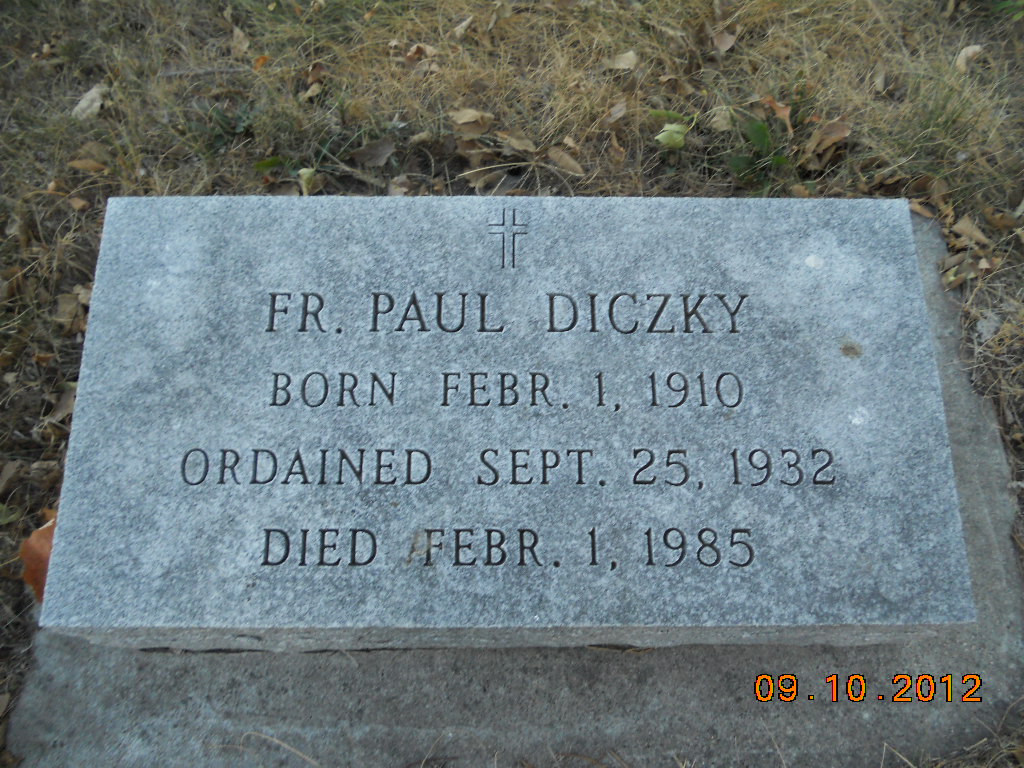 FR. PAUL DICZKY
BORN FEBR. 1, 1910
ORDAINED SEPT. 25, 1932
DIED FEBR. 1, 1985
09.10.2012